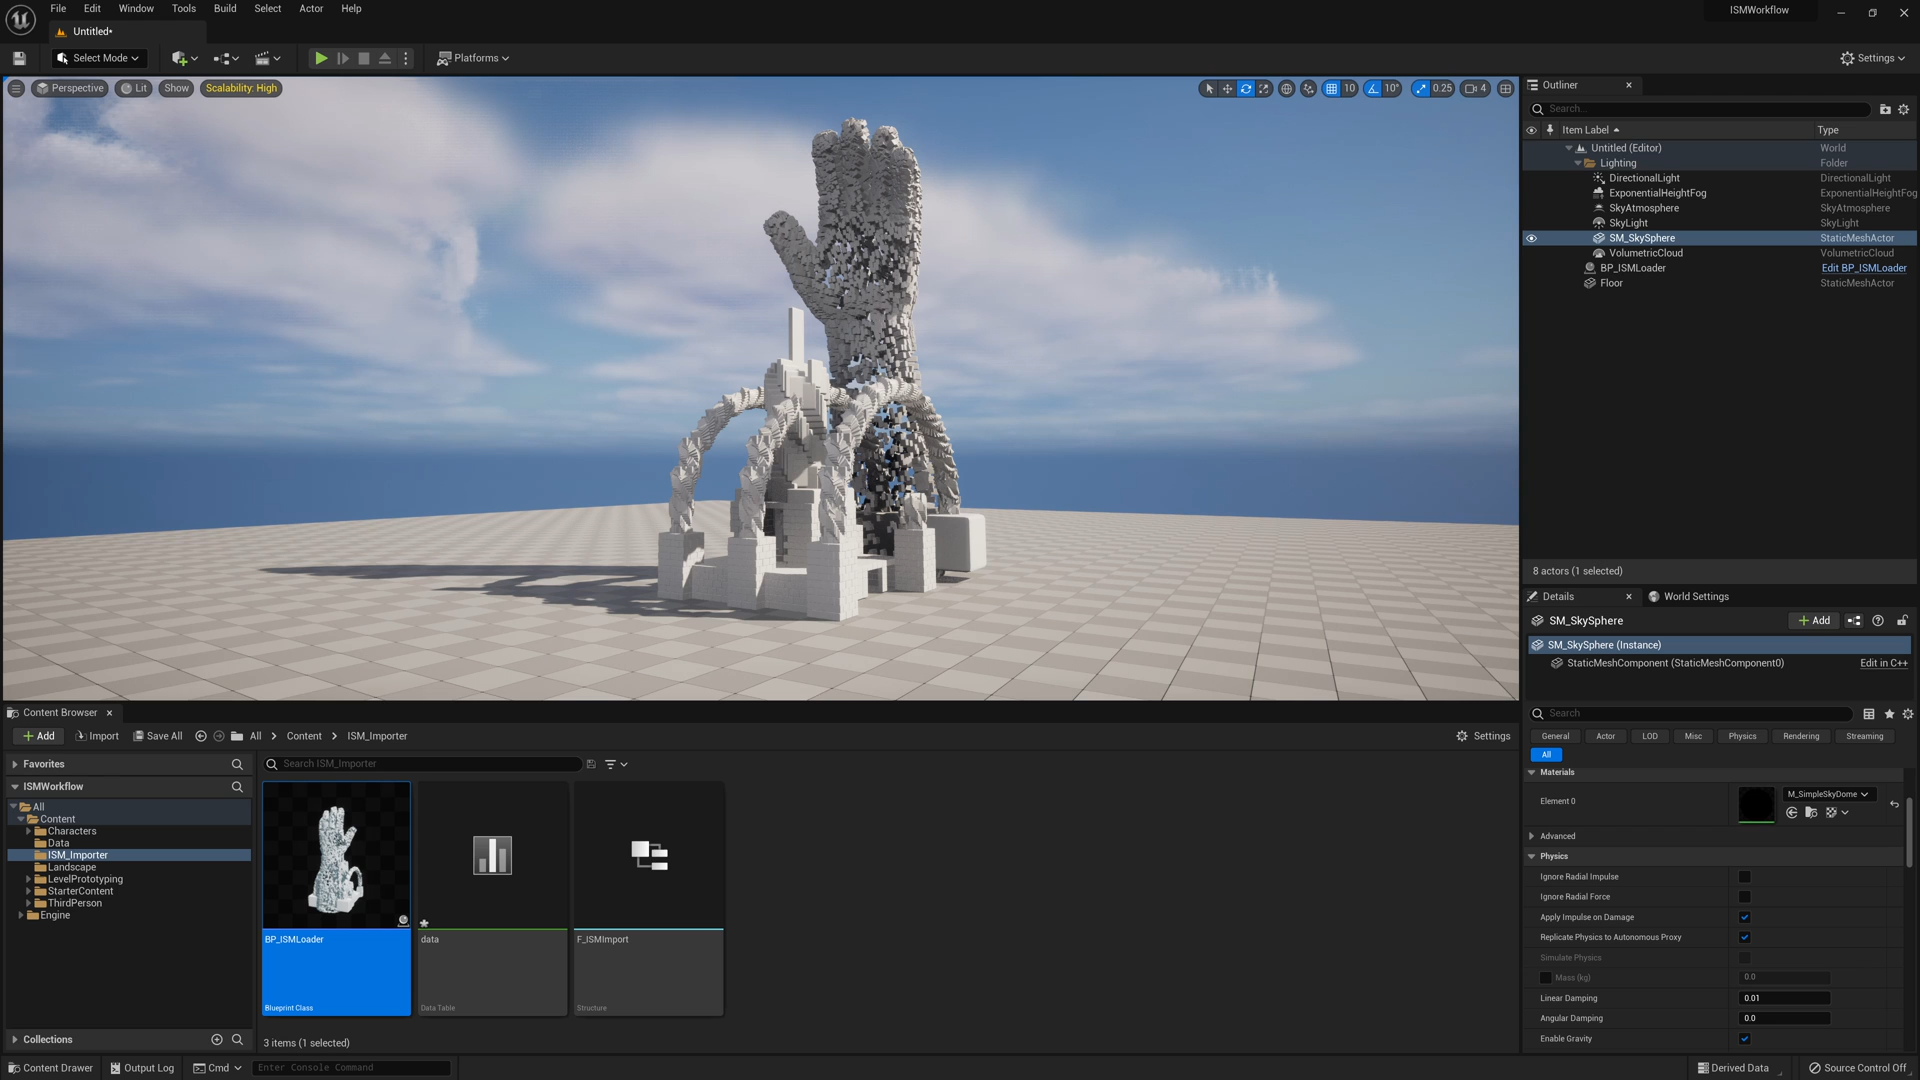 File Edit Window Tools Build Select Actor Help
ISMWorkflow
Untitled*
Select Mode
Platforms
Settings
Perspective
Lit
Show
Scalability: High
10
10°
0.25
4
Outliner
Search...
Item Label
Type
Untitled (Editor)
World
Lighting
Folder
DirectionalLight
DirectionalLight
ExponentialHeightFog
ExponentialHeightFog
SkyAtmosphere
SkyAtmosphere
SkyLight
SkyLight
SM_SkySphere
StaticMeshActor
VolumetricCloud
VolumetricCloud
BP_ISMLoader
Edit BP_ISMLoader
Floor
StaticMeshActor
8 actors (1 selected)
Details
World Settings
SM_SkySphere
Add
SM_SkySphere (Instance)
StaticMeshComponent (StaticMeshComponent0)
Edit in C++
Search
General
Actor
LOD
Misc
Physics
Rendering
Streaming
All
Materials
Element 0
M_SimpleSkyDome
Advanced
Physics
Ignore Radial Impulse
Ignore Radial Force
Apply Impulse on Damage
Replicate Physics to Autonomous Proxy
Simulate Physics
Mass (kg)
0.0
Linear Damping
0.01
Angular Damping
0.0
Enable Gravity
Content Browser
Add
Import
Save All
All
Content
ISM_Importer
Settings
Favorites
ISMWorkflow
All
Content
Characters
Data
ISM_Importer
Landscape
LevelPrototyping
StarterContent
ThirdPerson
Engine
Collections
Search ISM_Importer
BP_ISMLoader
Blueprint Class
data
Data Table
F_ISMImport
Structure
3 items (1 selected)
Content Drawer
Output Log
Cmd
Enter Console Command
Derived Data
Source Control Off